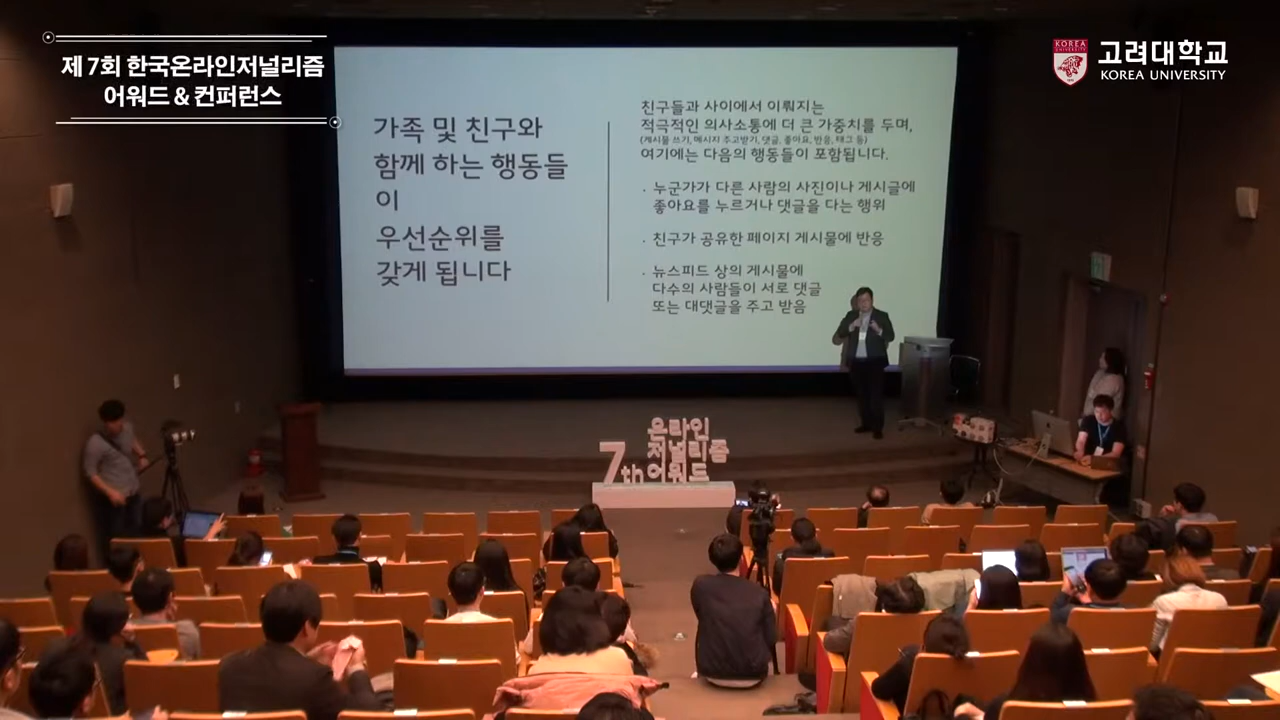 제 7회 한국온라인저널리즘
어워드 & 컨퍼런스
KOREA
고려대학교
KOREA UNIVERSITY
가족 및 친구와
함께 하는 행동들
이
우선순위를
갖게 됩니다
친구들과 사이에서 이뤄지는
적극적인 의사소통에 더 큰 가중치를 두며,
(게시물 쓰기, 메시지 주고받기, 댓글, 좋아요, 반응, 태그 등)
여기에는 다음의 행동들이 포함됩니다.
· 누군가가 다른 사람의 사진이나 게시글에
좋아요를 누르거나 댓글을 다는 행위
· 친구가 공유한 페이지 게시물에 반응
· 뉴스피드 상의 게시물에
다수의 사람들이 서로 댓글
또는 대댓글을 주고 받음
7th
온라인
저널리즘
어워드